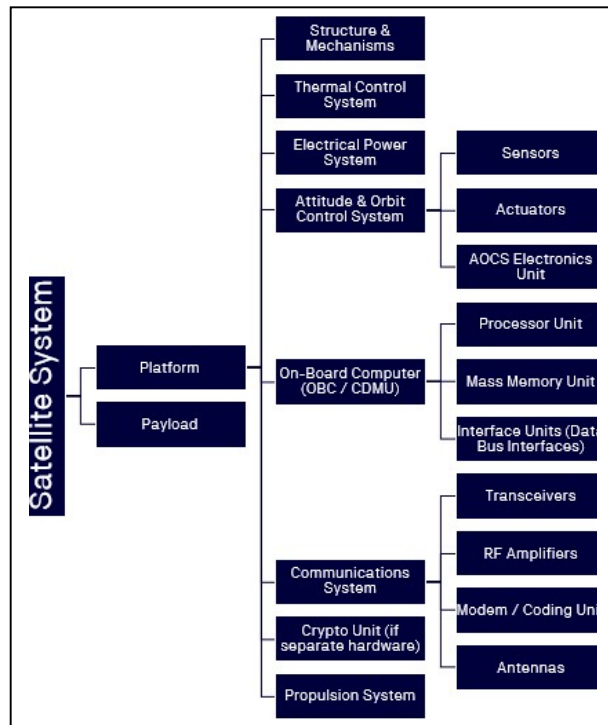 Satellite System
Platform
Payload
Structure &
Mechanisms
Thermal Control
System
Electrical Power
System
Attitude & Orbit
Control System
Sensors
Actuators
AOCS Electronics
Unit
On-Board Computer
(OBC / CDMU)
Processor Unit
Mass Memory Unit
Interface Units (Data
Bus Interfaces)
Communications
System
Transceivers
RF Amplifiers
Modem / Coding Uni
Antennas
Crypto Unit (if
separate hardware)
Propulsion System